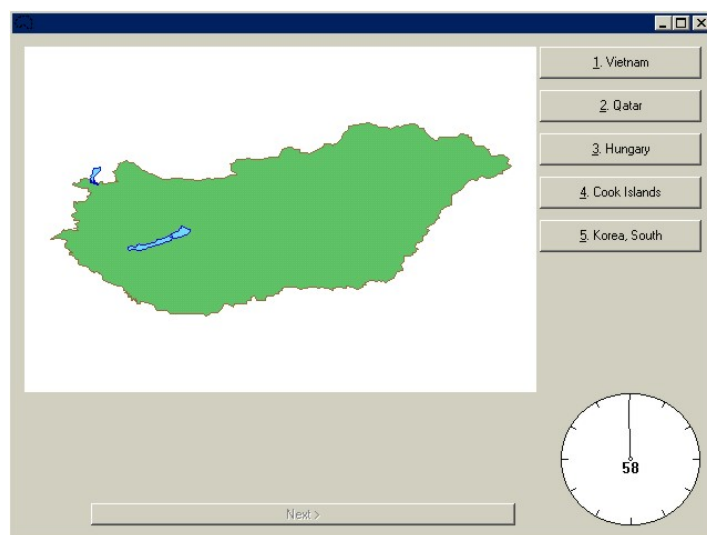 1. Vietnam
2. Qatar
3. Hungary
4. Cook Islands
5. Korea, South
58
Next >